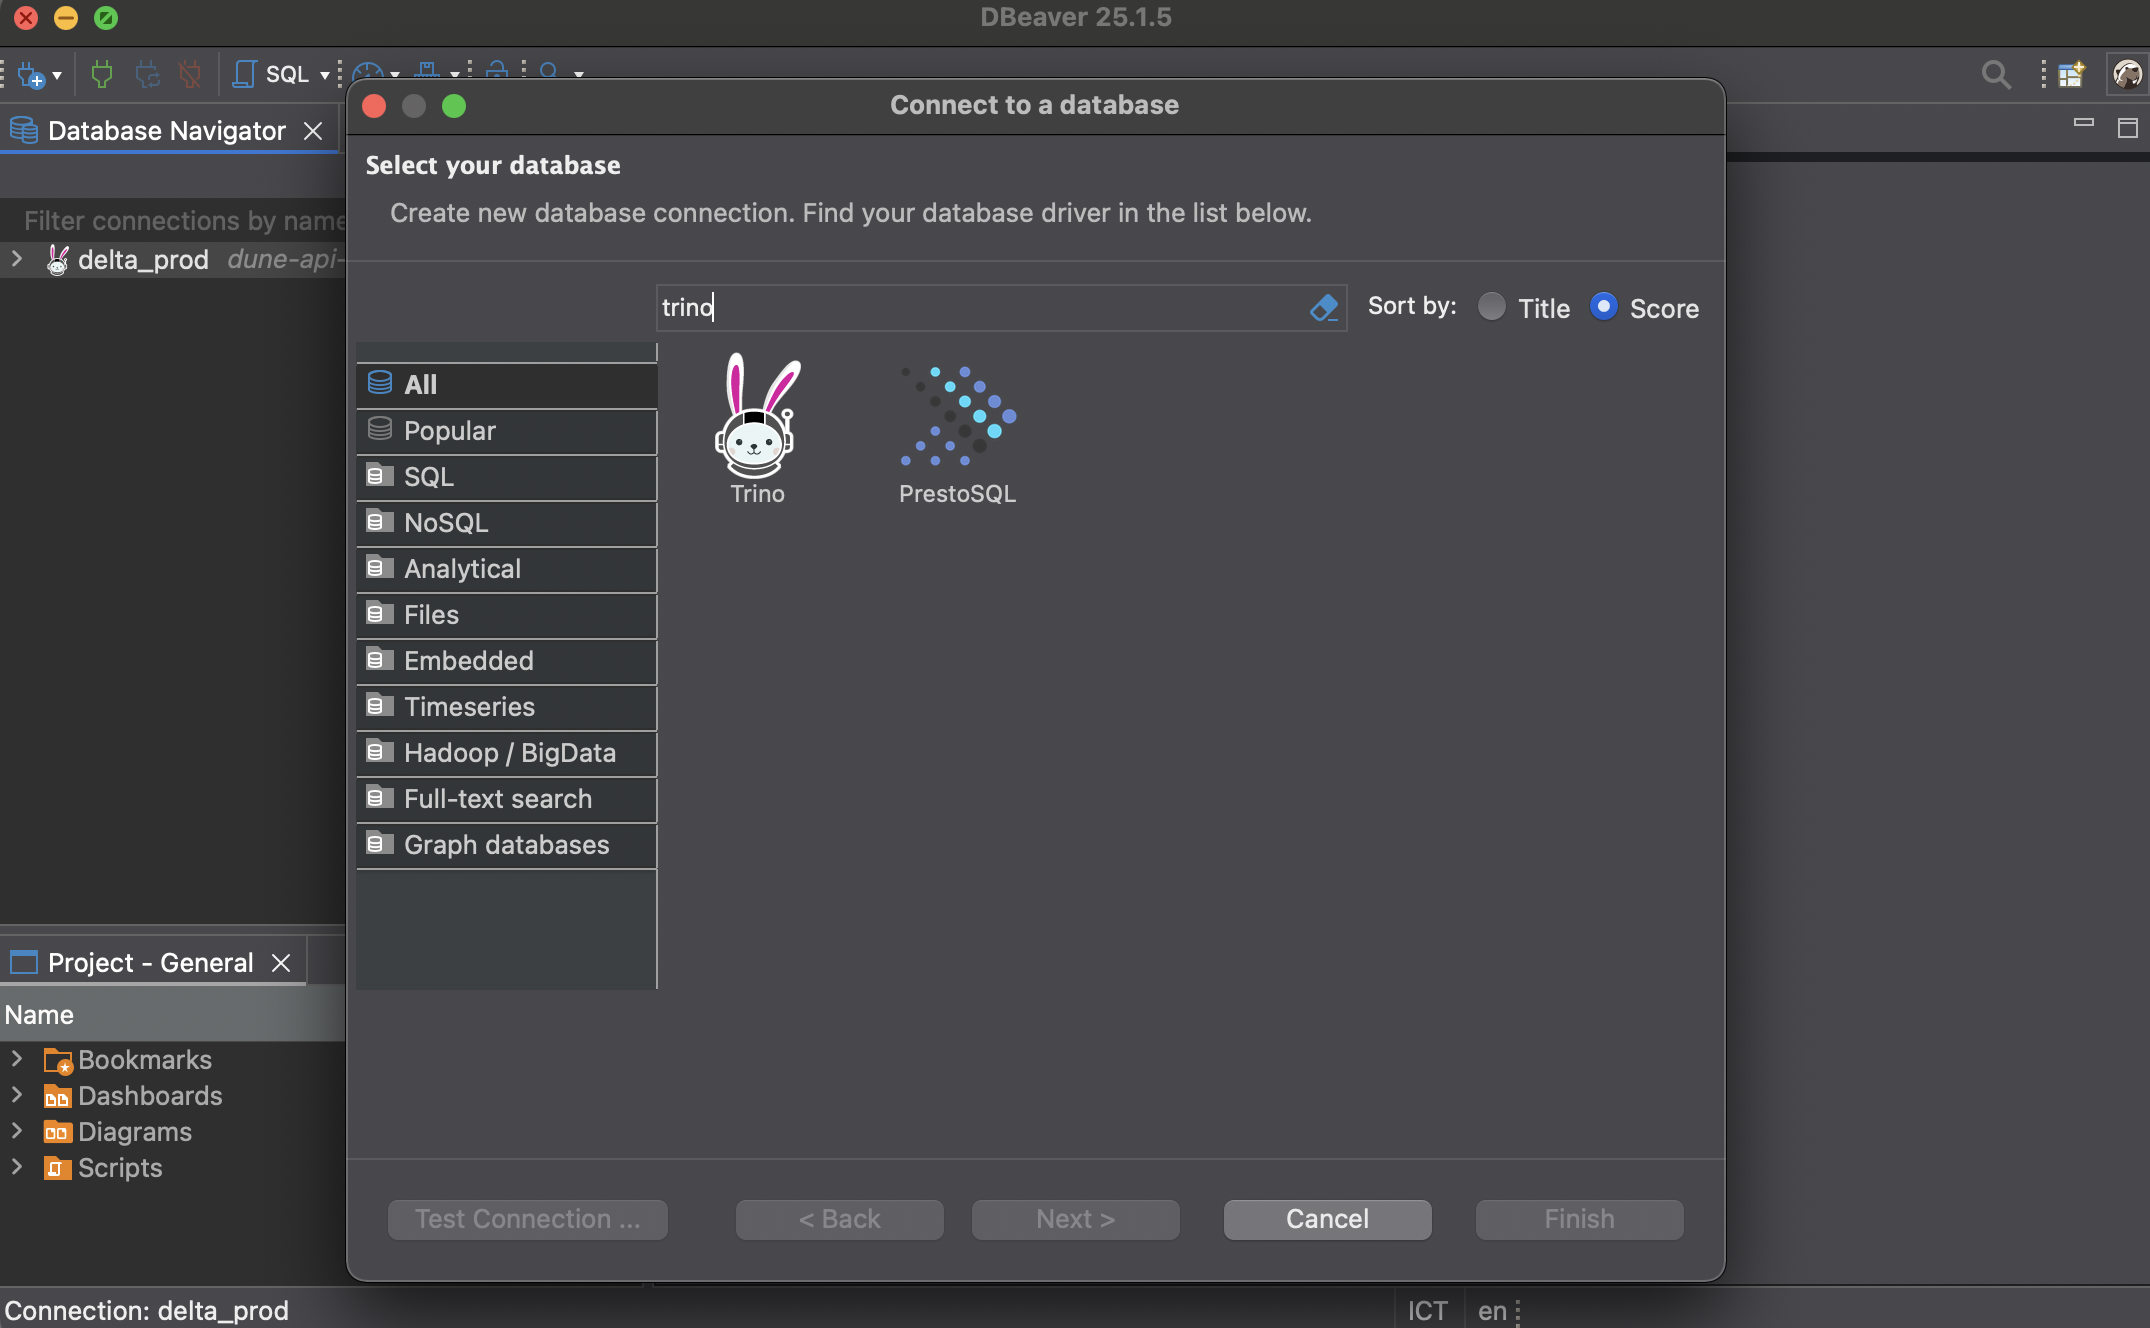 DBeaver 25.1.5
SQL
Database Navigator
Filter connections by name
delta_prod dune-api-
Connect to a database
Select your database
Create new database connection. Find your database driver in the list below.
trino
Sort by: Title Score
All
Popular
SQL
NoSQL
Analytical
Files
Embedded
Timeseries
Hadoop / BigData
Full-text search
Graph databases
Trino
PrestoSQL
Project - General
Name
Bookmarks
Dashboards
Diagrams
Scripts
Test Connection ...
< Back
Next >
Cancel
Finish
Connection: delta_prod
ICT
en